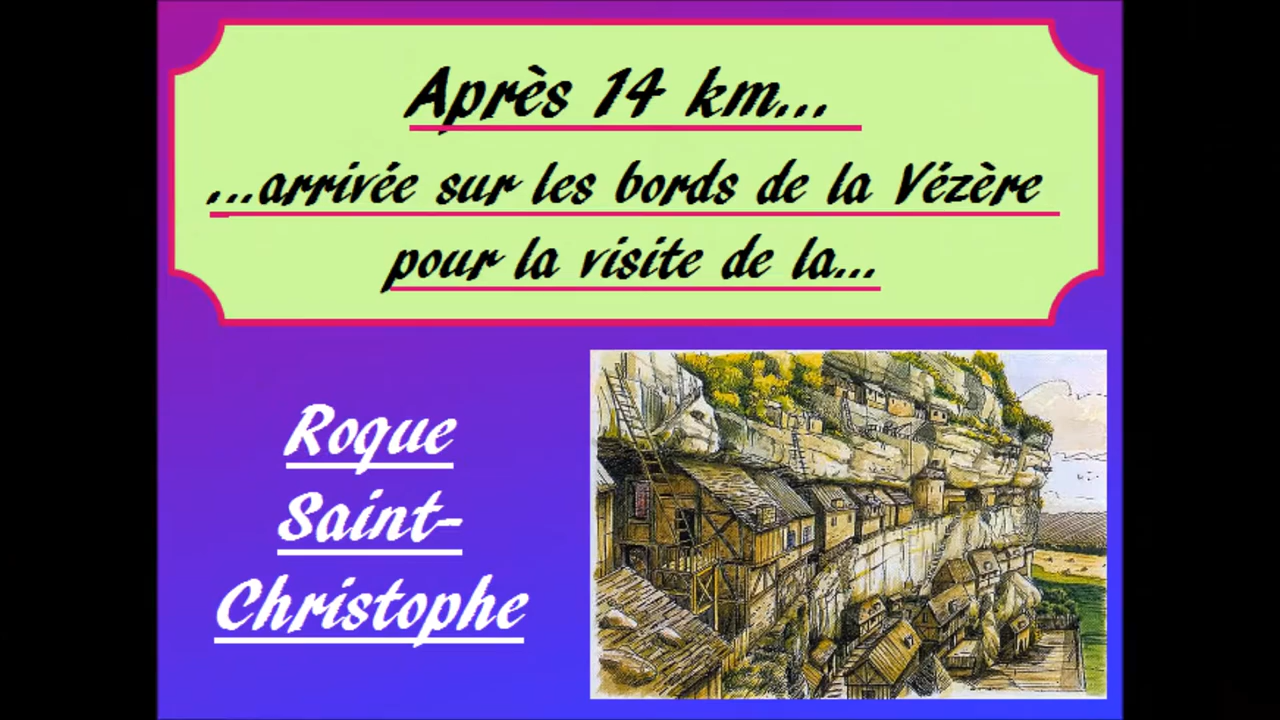 Après 14 km...
...arrivée sur les bords de la Vézère
pour la visite de la...
Roque
Saint-
Christophe